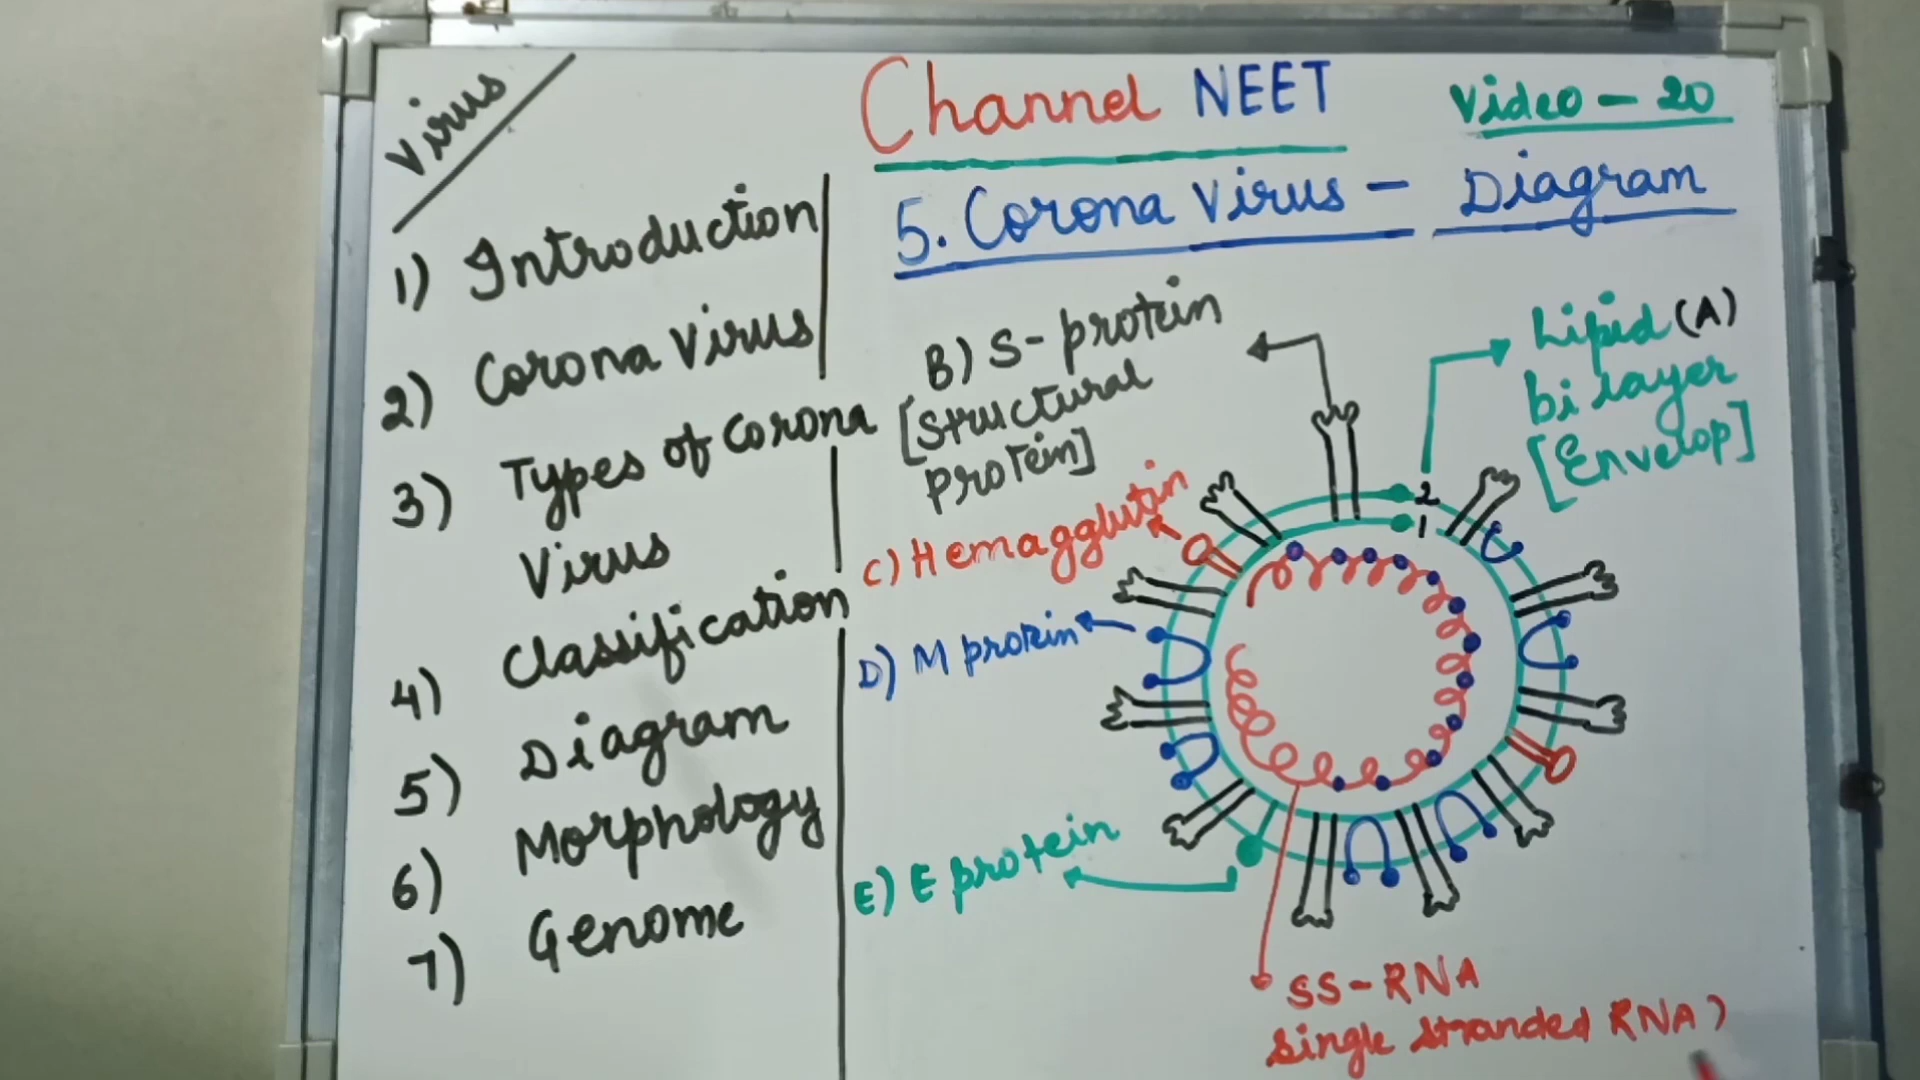 Virus
1) Introduction
2) Corona Virus
3) Types of Corona
Virus
4) Classification
5) Diagram
6) Morphology
7) Genome
Channel NEET
Video - 20
5. Corona Virus - Diagram
B) S-protein
[Structural
protein]
Lipid (A)
bi layer
[Envelop]
2
1
C) Hemagglutin
D) M protein
E) E protein
SS-RNA
Single Stranded RNA)